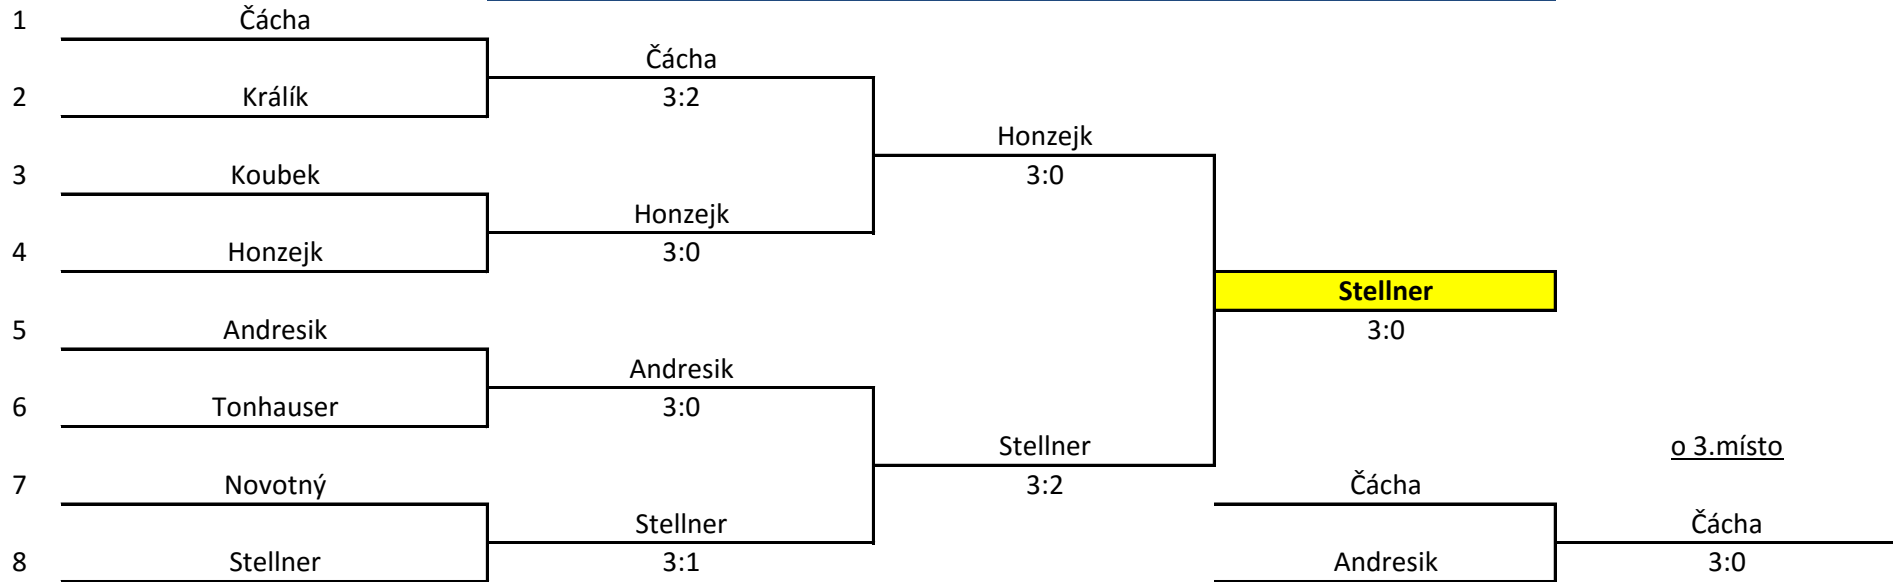 1 Čácha
Čácha
2 Králík 3:2
Honzejk
3 Koubek 3:0
Honzejk
4 Honzejk 3:0
Stellner
5 Andresik 3:0
Andresik
6 Tonhauser 3:0
Stellner o 3.místo
7 Novotný 3:2 Čácha
Stellner Čácha
8 Stellner 3:1 Andresik 3:0